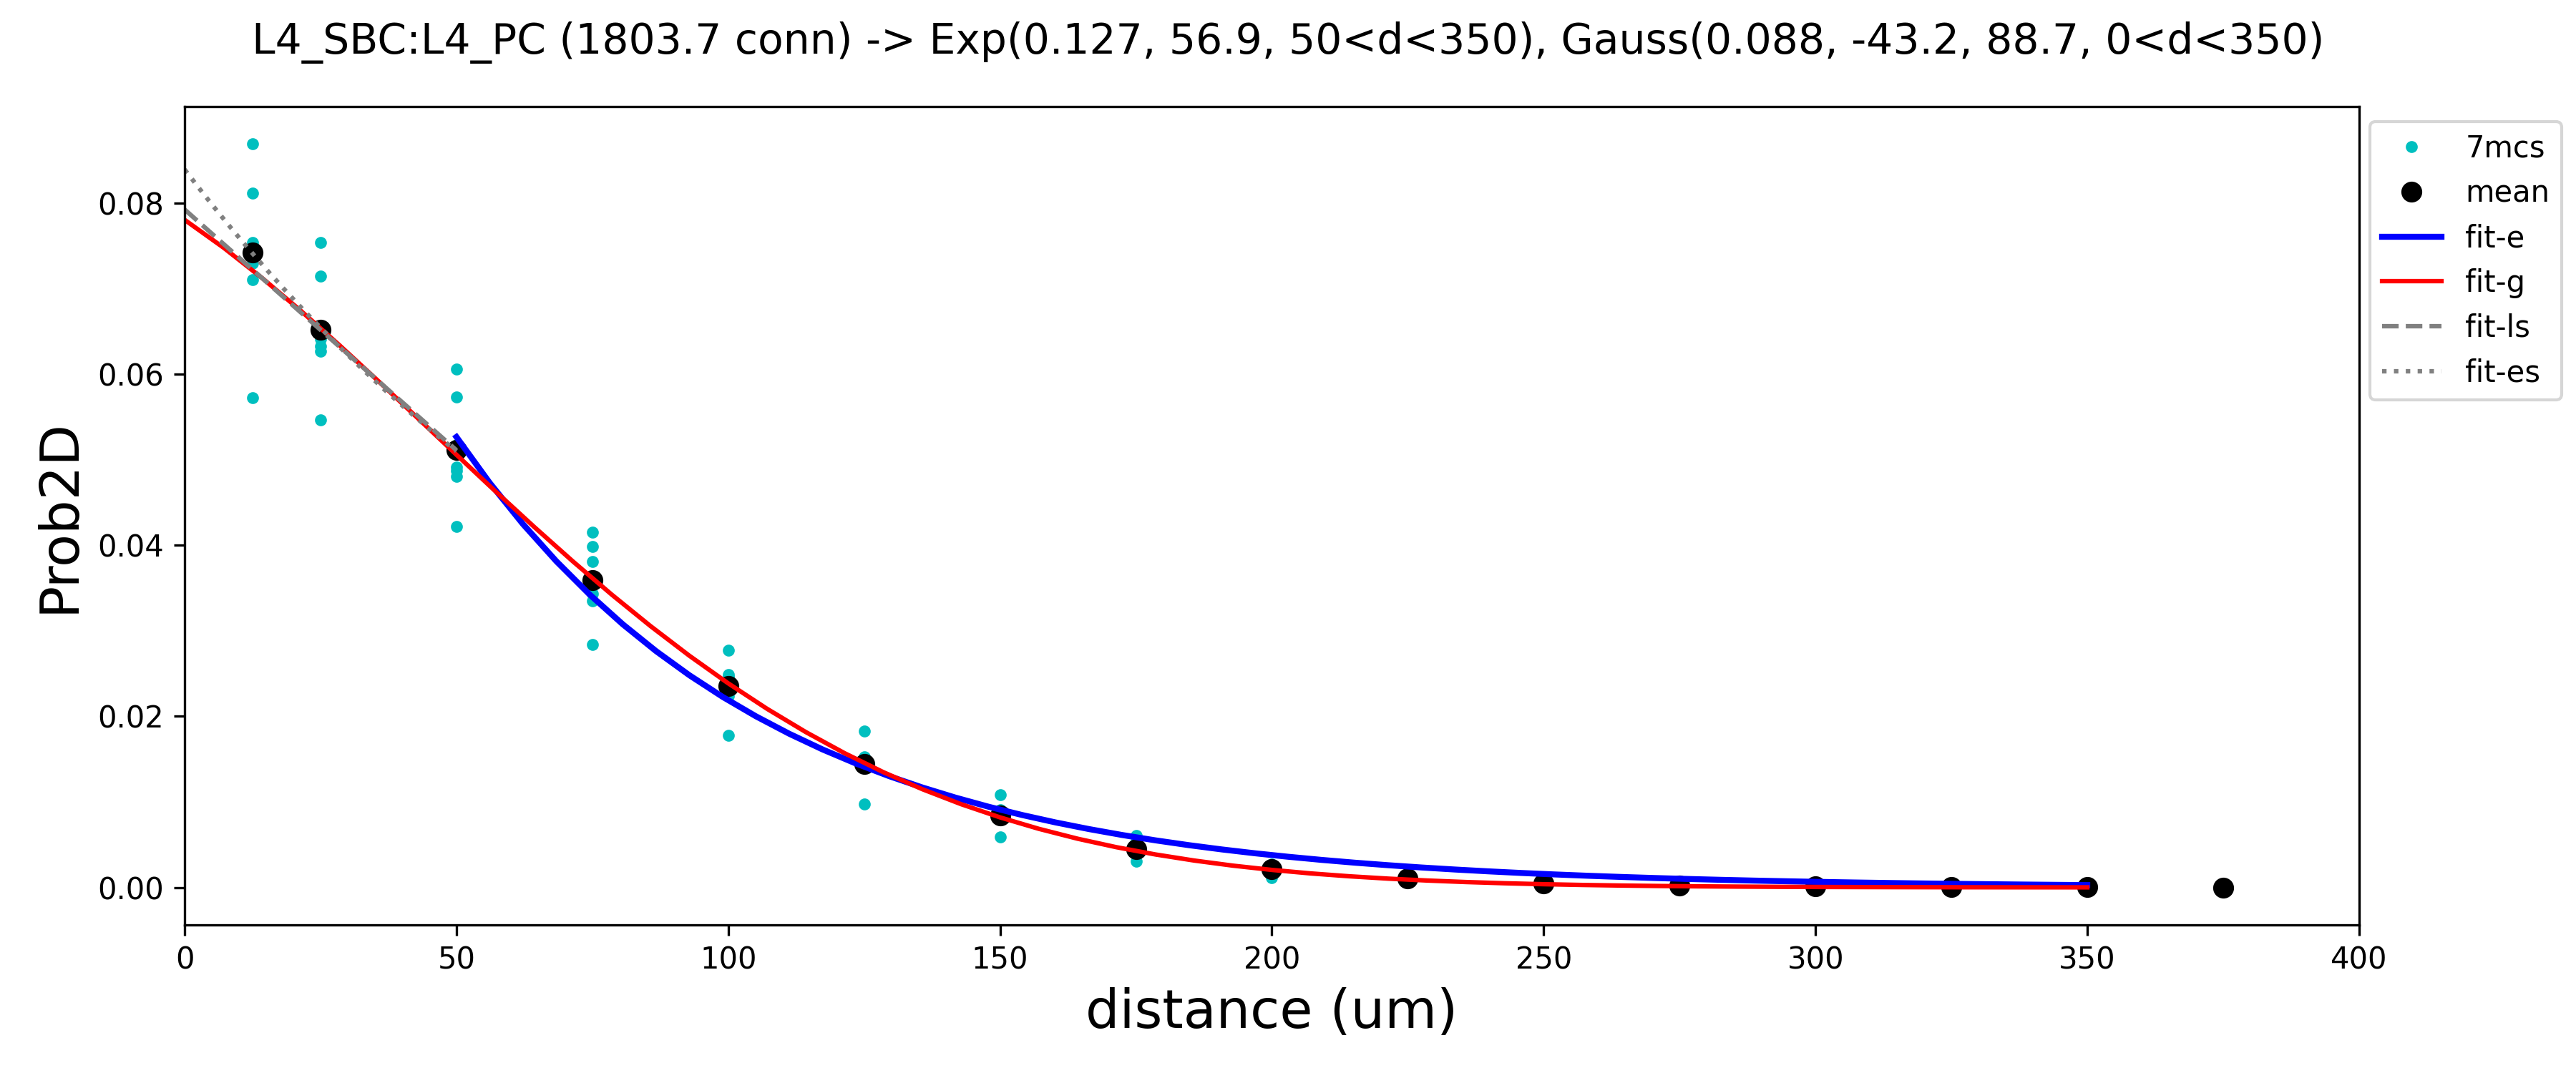 L4_SBC:L4_PC (1803.7 conn) -> Exp(0.127, 56.9, 50<d<350), Gauss(0.088, -43.2, 88.7, 0<d<350)
7mcs
mean
fit-e
fit-g
fit-ls
fit-es
Prob2D
0.08
0.06
0.04
0.02
0.00
0 50 100 150 200 250 300 350 400
distance (um)